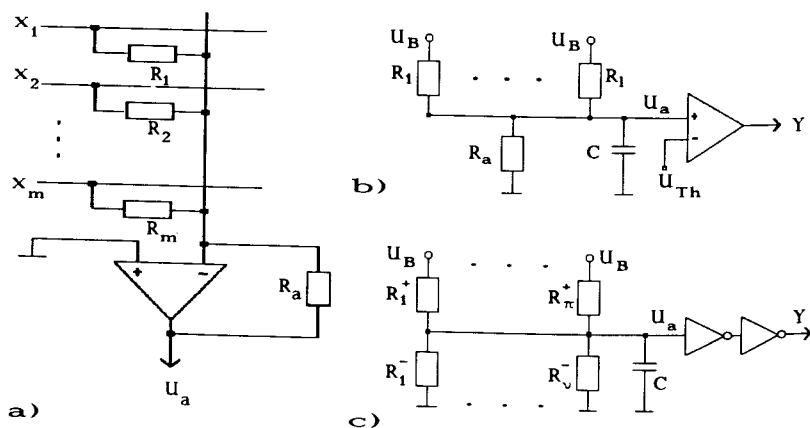 X1
R1
X2
R2
Xm
Rm
+
−
Ra
Ua
a)
UB
UB
R1
. . .
Rl
Ua
+
−
Y
Ra
C
UTh
b)
UB
. . .
UB
R1+
Rπ+
Ua
Y
R1−
Rν−
C
. . .
c)